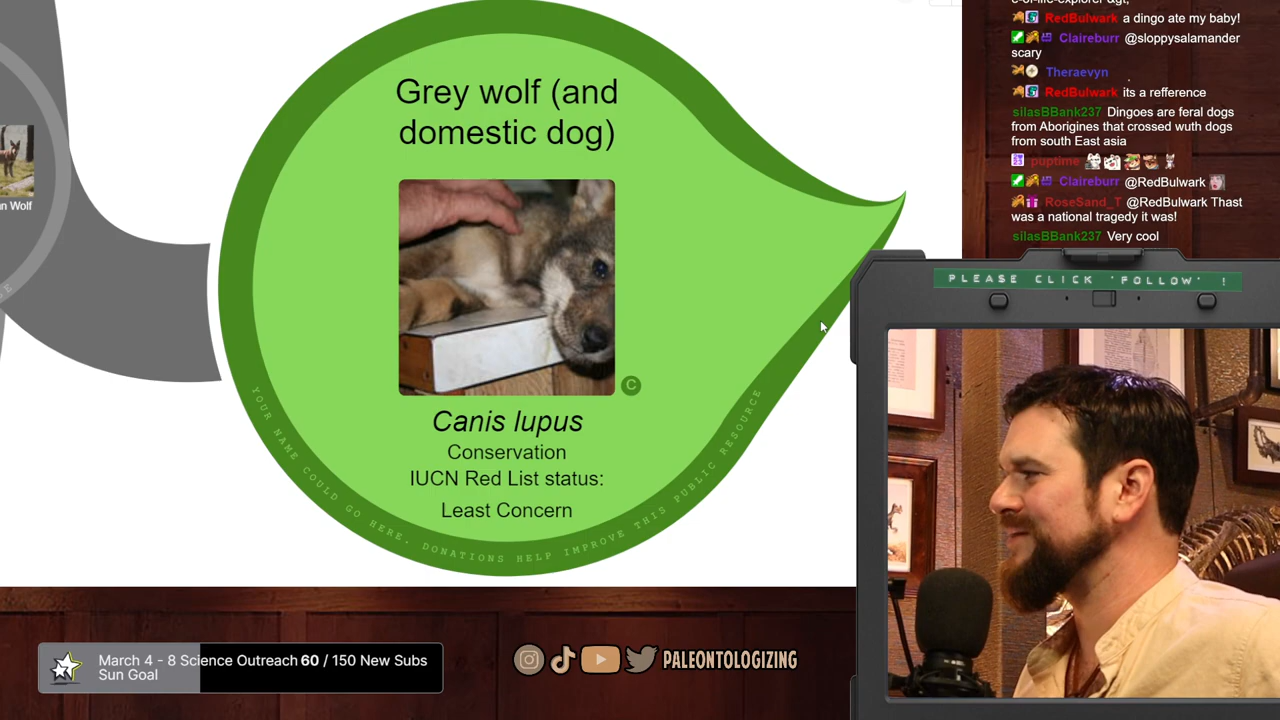 Grey wolf (and
domestic dog)
C
Canis lupus
Conservation
IUCN Red List status:
Least Concern
YOUR NAME COULD GO HERE. DONATIONS HELP IMPROVE THIS PUBLIC RESOURCE
n Wolf
RedBulwark a dingo ate my baby!
Claireburr @sloppysalamander
scary
Theraevyn
RedBulwark its a refference
silasBBank237 Dingoes are feral dogs
from Aborigines that crossed wuth dogs
from south East asia
puptime
Claireburr @RedBulwark
RoseSand_T @RedBulwark Thast
was a national tragedy it was!
silasBBank237 Very cool
PLEASE CLICK 'FOLLOW' !
March 4 - 8 Science Outreach 60 / 150 New Subs
Sun Goal
PALEONTOLOGIZING